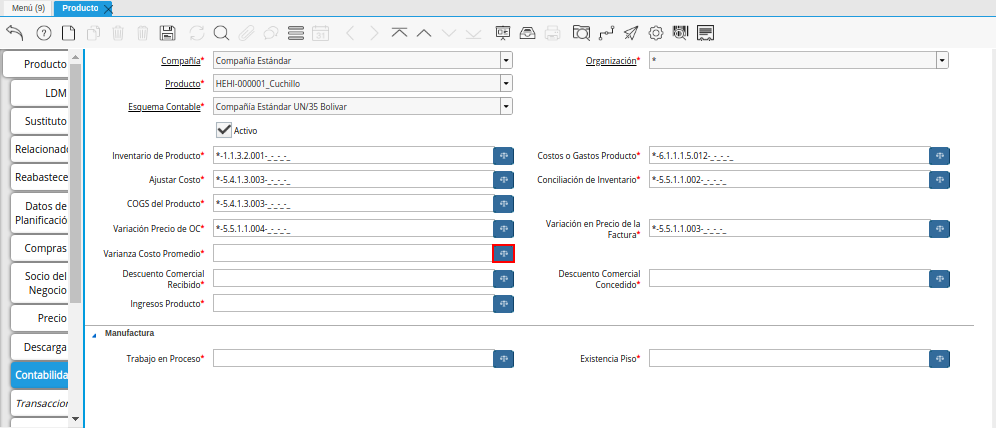 Menú (9)
Producto
Producto
LDM
Sustituto
Relacionado
Reabastece
Datos de
Planificació
Compras
Socio del
Negocio
Precio
Descarga
Contabilida
Transaccion
Compañía* Compañía Estándar
Organización* *
Producto* HEHI-000001_Cuchillo
Esquema Contable* Compañía Estándar UN/35 Bolivar
Activo
Inventario de Producto* *-1.1.3.2.001-_-_-_-_
Costos o Gastos Producto* *-6.1.1.1.5.012-_-_-_-_
Ajustar Costo* *-5.4.1.3.003-_-_-_-_
Conciliación de Inventario* *-5.5.1.1.002-_-_-_-_
COGS del Producto* *-5.4.1.3.003-_-_-_-_
Variación Precio de OC* *-5.5.1.1.004-_-_-_-_
Variación en Precio de la
Factura* *-5.5.1.1.003-_-_-_-_
Varianza Costo Promedio*
Descuento Comercial
Recibido*
Descuento Comercial
Concedido*
Ingresos Producto*
Manufactura
Trabajo en Proceso*
Existencia Piso*